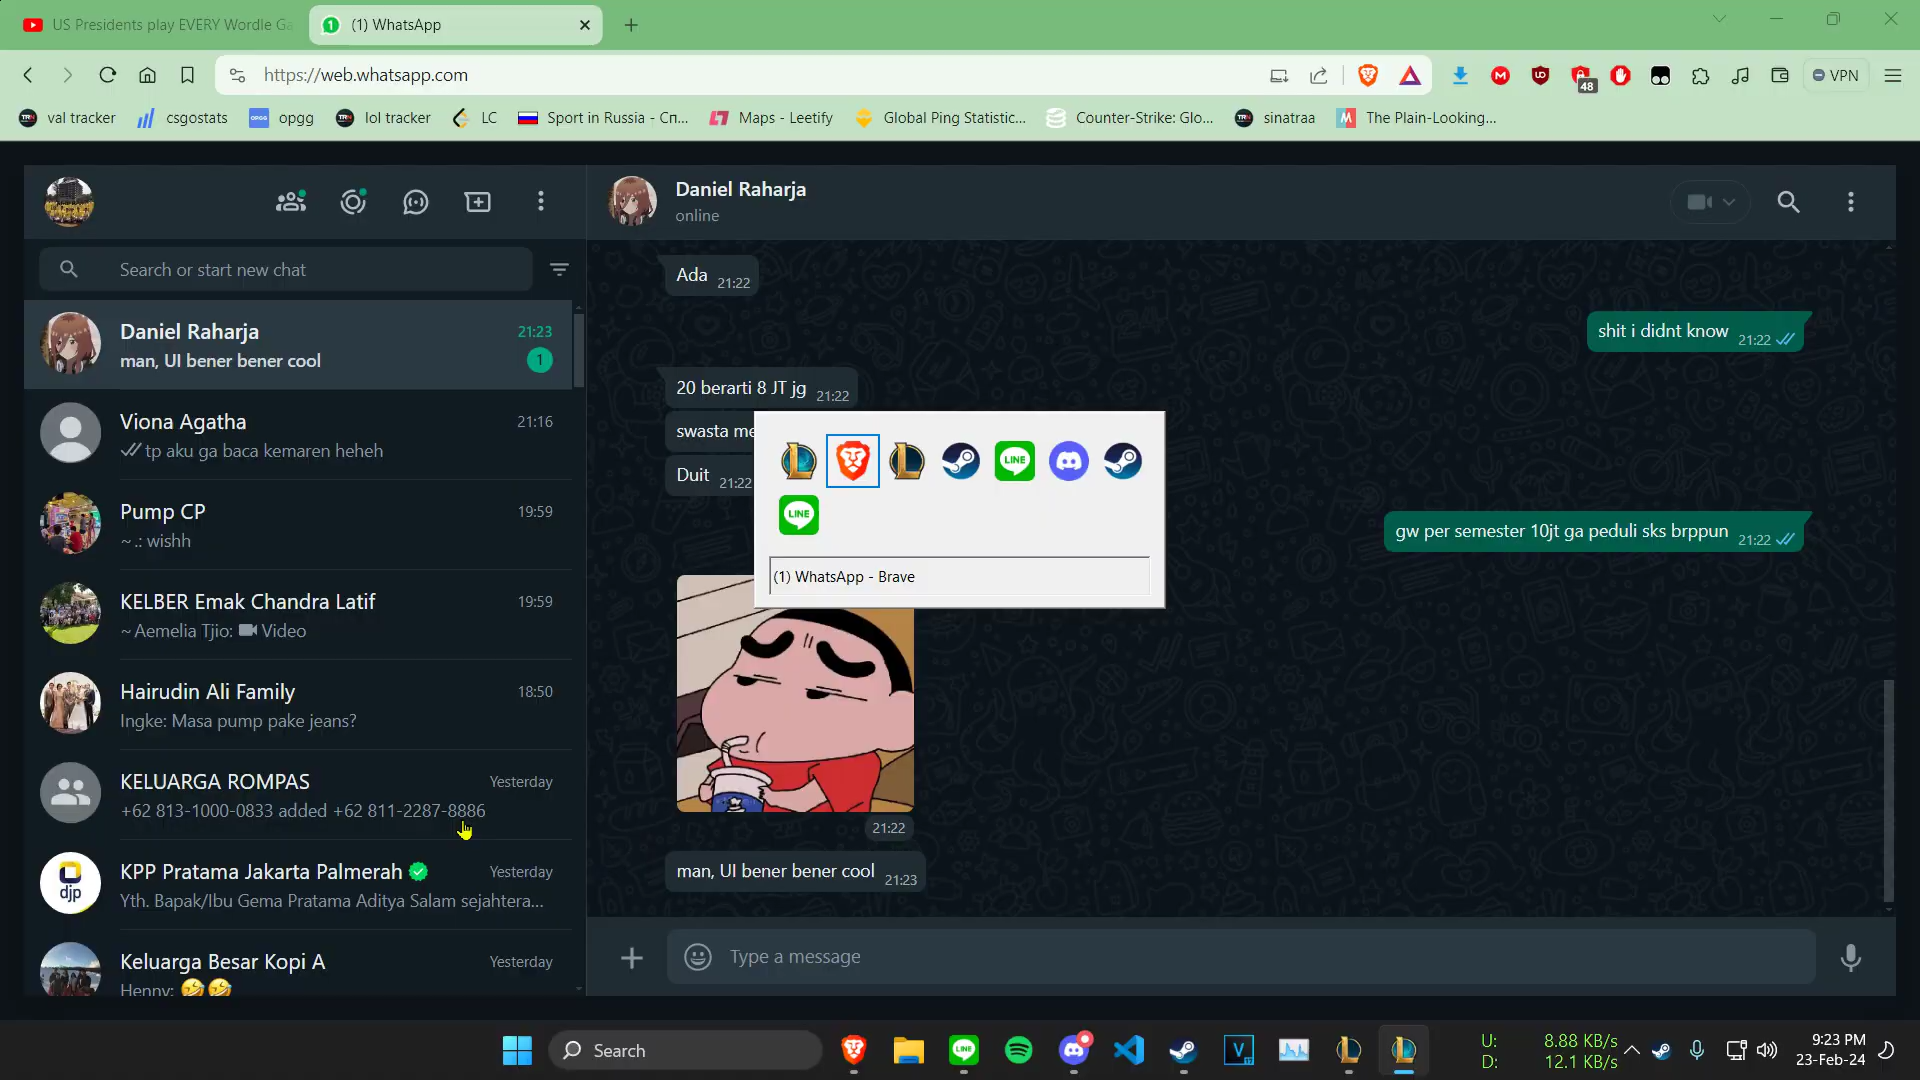 US Presidents play EVERY Wordle Ga
(1) WhatsApp
https://web.whatsapp.com
48
VPN
val tracker
csgostats
opgg
lol tracker
LC
Sport in Russia - Сп...
Maps - Leetify
Global Ping Statistic...
Counter-Strike: Glo...
sinatraa
The Plain-Looking...
Search or start new chat
Daniel Raharja
21:23
man, UI bener bener cool
1
Viona Agatha
21:16
tp aku ga baca kemaren heheh
Pump CP
19:59
~ .: wishh
KELBER Emak Chandra Latif
19:59
~ Aemelia Tjio: Video
Hairudin Ali Family
18:50
Ingke: Masa pump pake jeans?
KELUARGA ROMPAS
Yesterday
+62 813-1000-0833 added +62 811-2287-8886
KPP Pratama Jakarta Palmerah
Yesterday
Yth. Bapak/Ibu Gema Pratama Aditya Salam sejahtera...
djp
Keluarga Besar Kopi A
Yesterday
Henny: 🤣🤣
Daniel Raharja
online
Ada 21:22
shit i didnt know 21:22
20 berarti 8 JT jg 21:22
swasta me
Duit 21:22
gw per semester 10jt ga peduli sks brppun 21:22
LINE
LINE
(1) WhatsApp - Brave
21:22
man, UI bener bener cool 21:23
Type a message
Search
U: 8.88 KB/s
D: 12.1 KB/s
9:23 PM
23-Feb-24